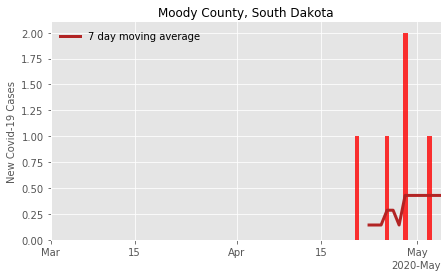 Moody County, South Dakota
7 day moving average
New Covid-19 Cases
2.00
1.75
1.50
1.25
1.00
0.75
0.50
0.25
0.00
Mar
15
Apr
15
May
2020-May